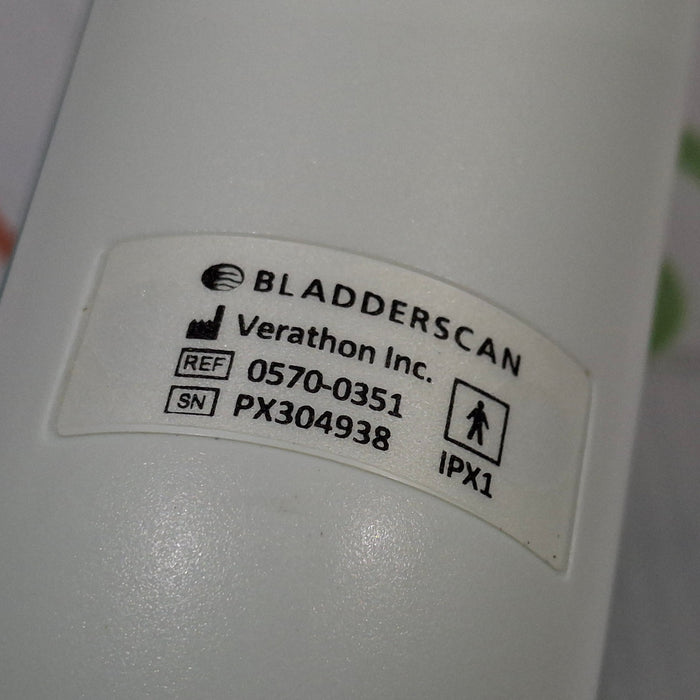 BLADDERSCAN
Verathon Inc.
REF 0570-0351
SN PX304938
IPX1